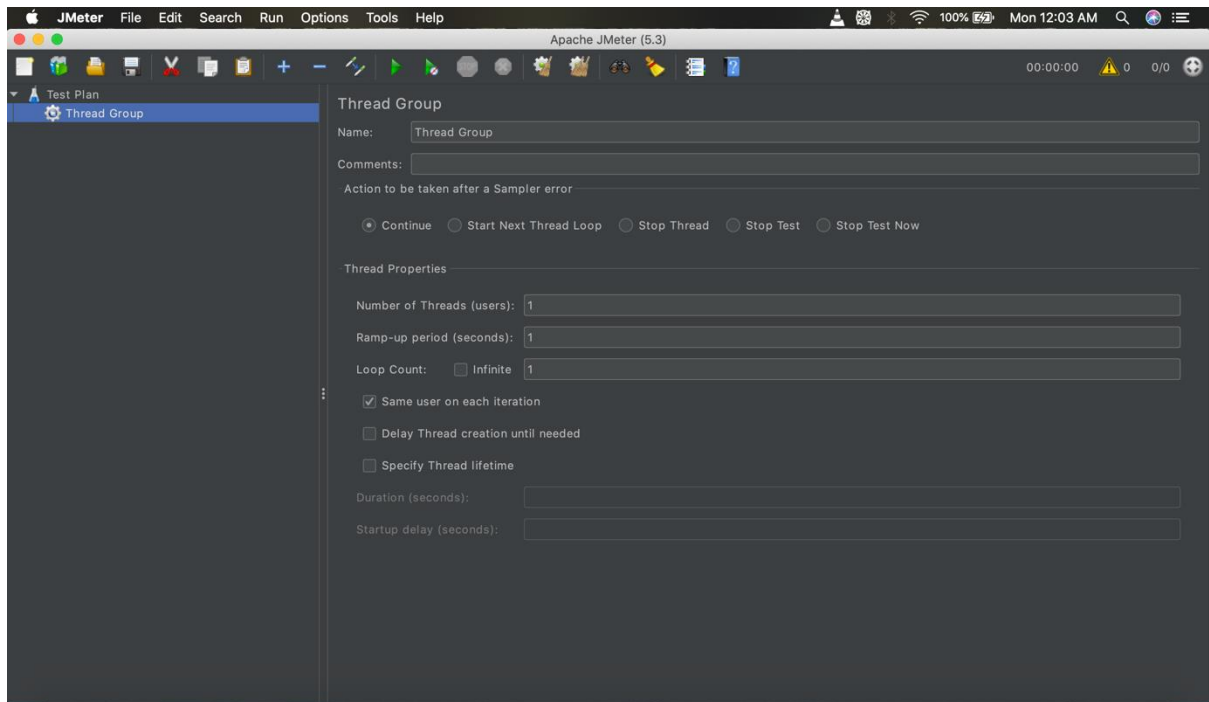 JMeter File Edit Search Run Options Tools Help 100% Mon 12:03 AM
Apache JMeter (5.3)
00:00:00 0 0/0
Test Plan
Thread Group
Thread Group
Name: Thread Group
Comments:
Action to be taken after a Sampler error
Continue Start Next Thread Loop Stop Thread Stop Test Stop Test Now
Thread Properties
Number of Threads (users): 1
Ramp-up period (seconds): 1
Loop Count: Infinite 1
Same user on each iteration
Delay Thread creation until needed
Specify Thread lifetime
Duration (seconds):
Startup delay (seconds):